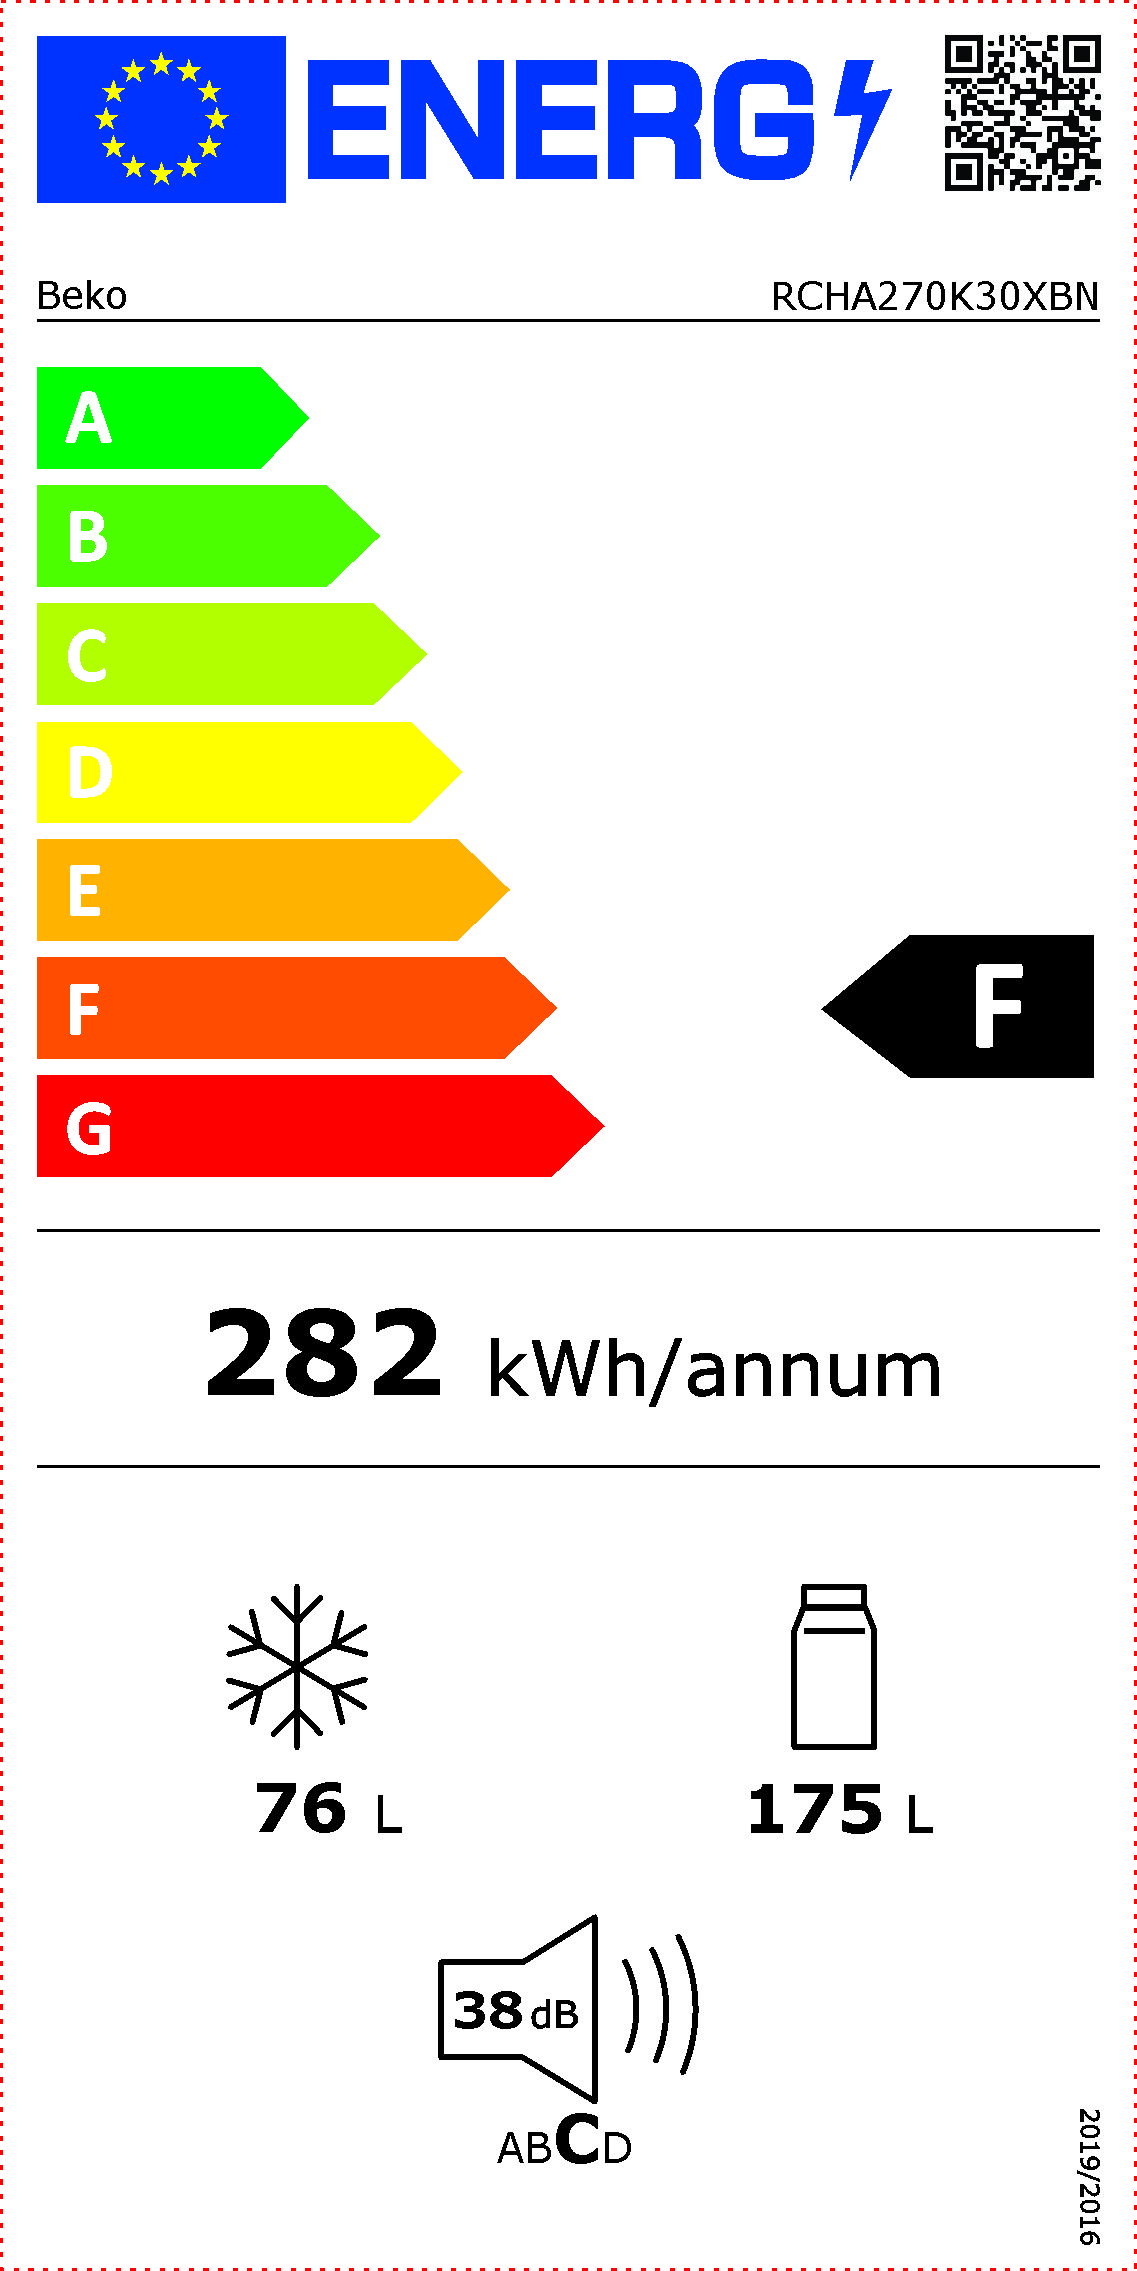 ENERG
Beko RCHA270K30XBN
A
B
C
D
E
F
F
G
282 kWh/annum
76 L
175 L
38 dB
ABCD
2019/2016